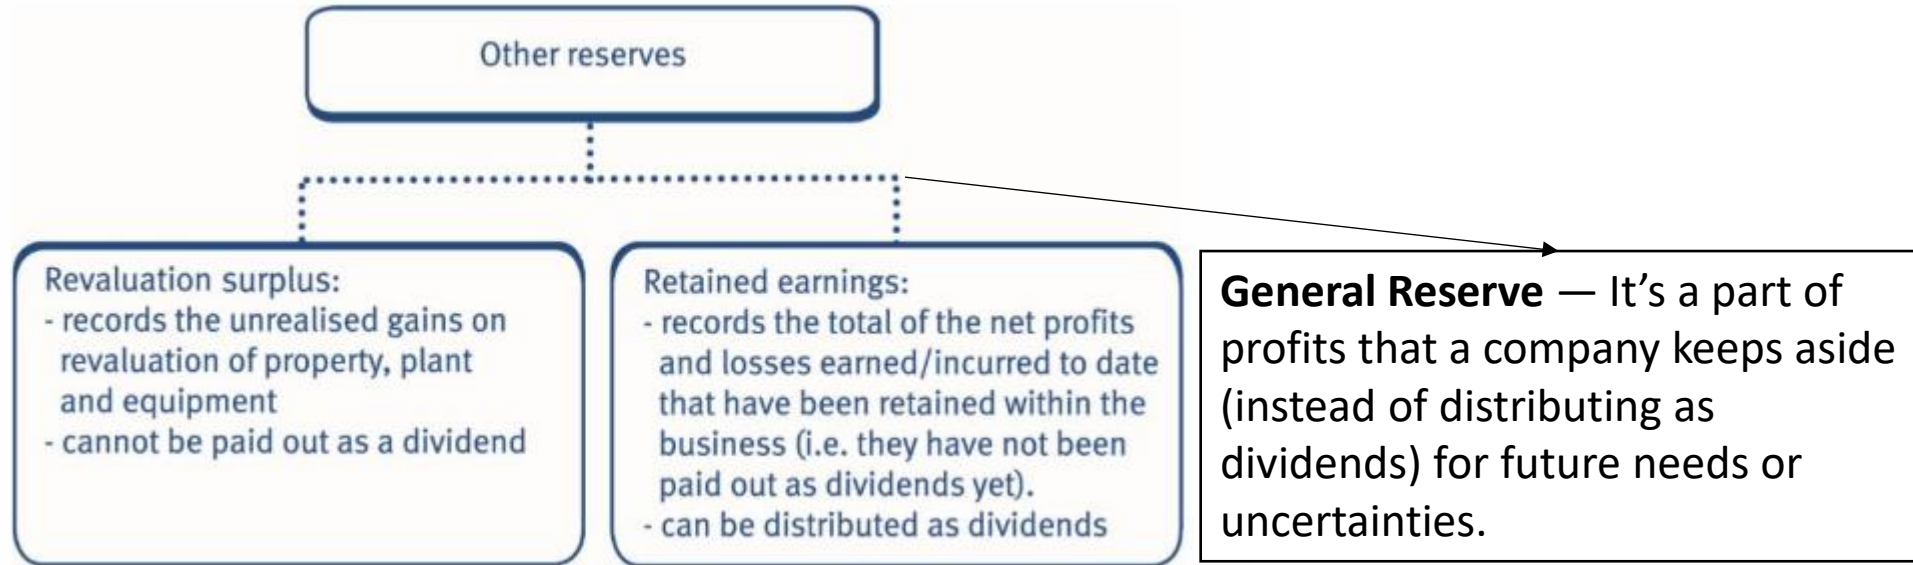 Other reserves
Revaluation surplus:
- records the unrealised gains on
revaluation of property, plant
and equipment
- cannot be paid out as a dividend
Retained earnings:
- records the total of the net profits
and losses earned/incurred to date
that have been retained within the
business (i.e. they have not been
paid out as dividends yet).
- can be distributed as dividends
General Reserve — It’s a part of
profits that a company keeps aside
(instead of distributing as
dividends) for future needs or
uncertainties.